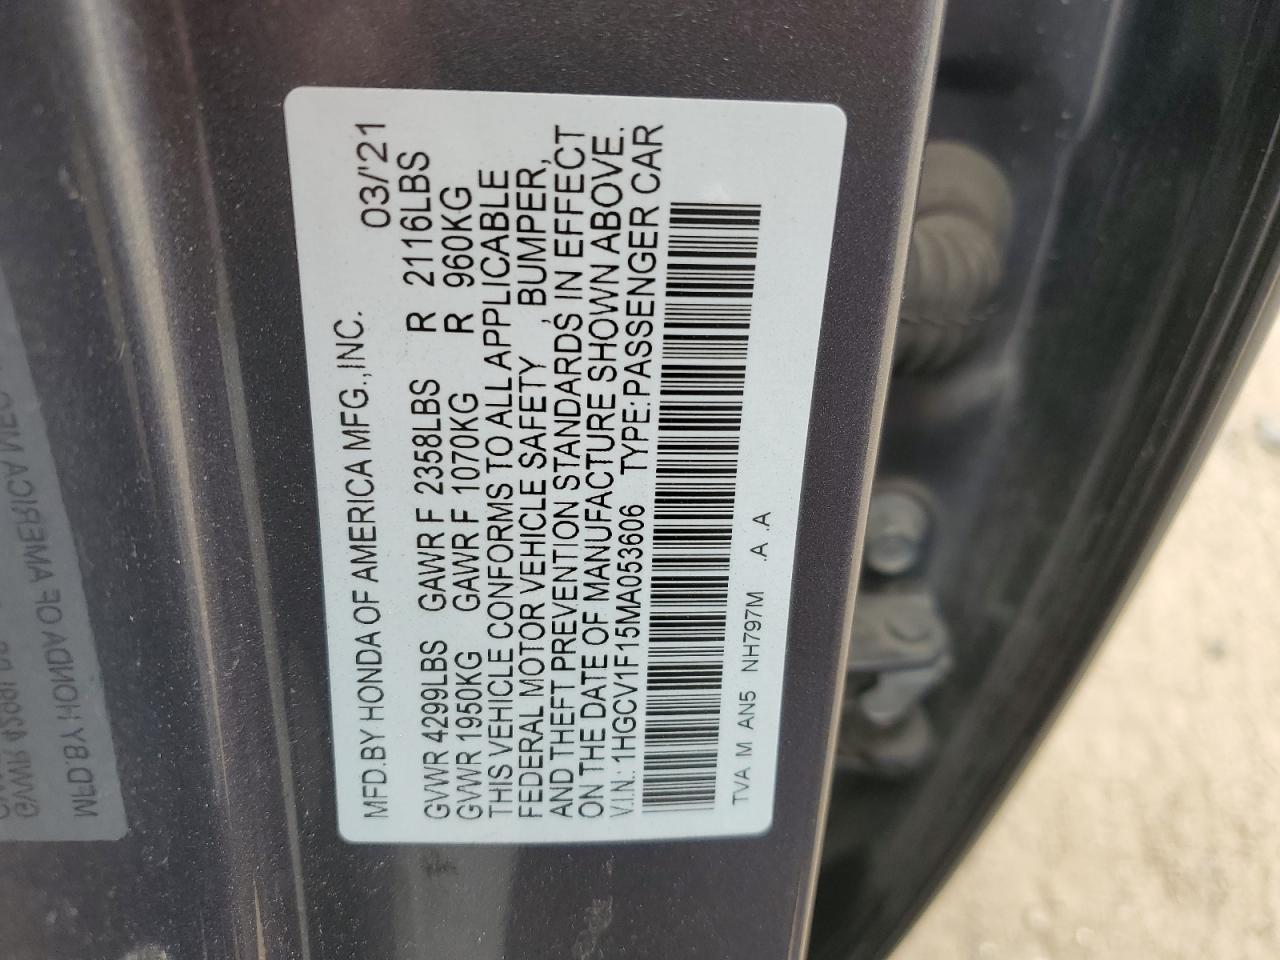 MFD.BY HONDA OF AMERICA MFG.,INC. 03/'21
GVWR 4299LBS GAWR F 2358LBS R 2116LBS
GVWR 1950KG GAWR F 1070KG R 960KG
THIS VEHICLE CONFORMS TO ALL APPLICABLE
FEDERAL MOTOR VEHICLE SAFETY , BUMPER,
AND THEFT PREVENTION STANDARDS IN EFFECT
ON THE DATE OF MANUFACTURE SHOWN ABOVE.
V.I.N.: 1HGCV1F15MA053606 TYPE:PASSENGER CAR
TVA M AN5 NH797M .A .A